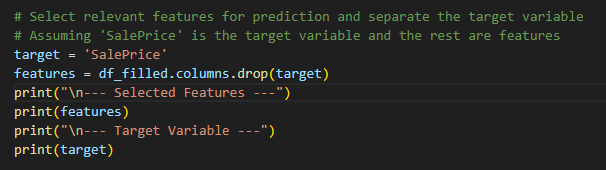 # Select relevant features for prediction and separate the target variable
# Assuming 'SalePrice' is the target variable and the rest are features
target = 'SalePrice'
features = df_filled.columns.drop(target)
print("\n--- Selected Features ---")
print(features)
print("\n--- Target Variable ---")
print(target)